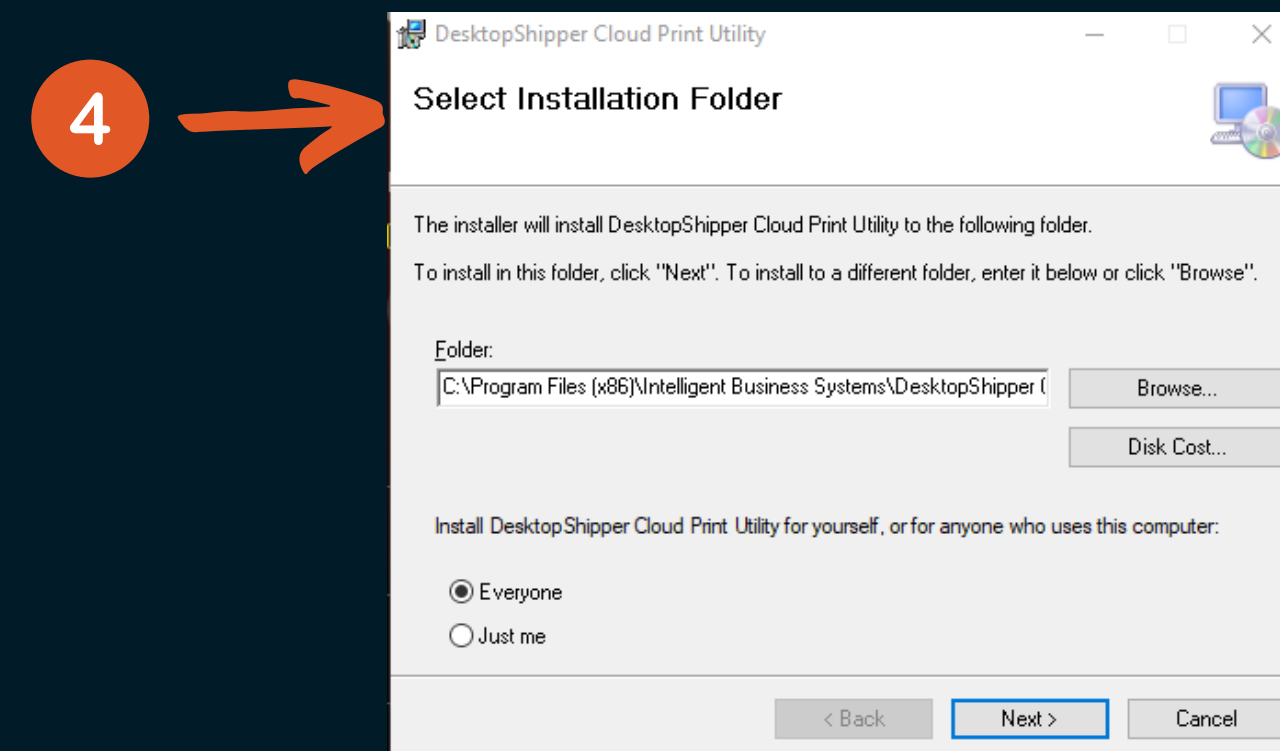 4
DesktopShipper Cloud Print Utility
Select Installation Folder
The installer will install DesktopShipper Cloud Print Utility to the following folder.
To install in this folder, click "Next". To install to a different folder, enter it below or click "Browse".
Folder:
C:\Program Files (x86)\Intelligent Business Systems\DesktopShipper
Browse...
Disk Cost...
Install DesktopShipper Cloud Print Utility for yourself, or for anyone who uses this computer:
Everyone
Just me
< Back
Next >
Cancel